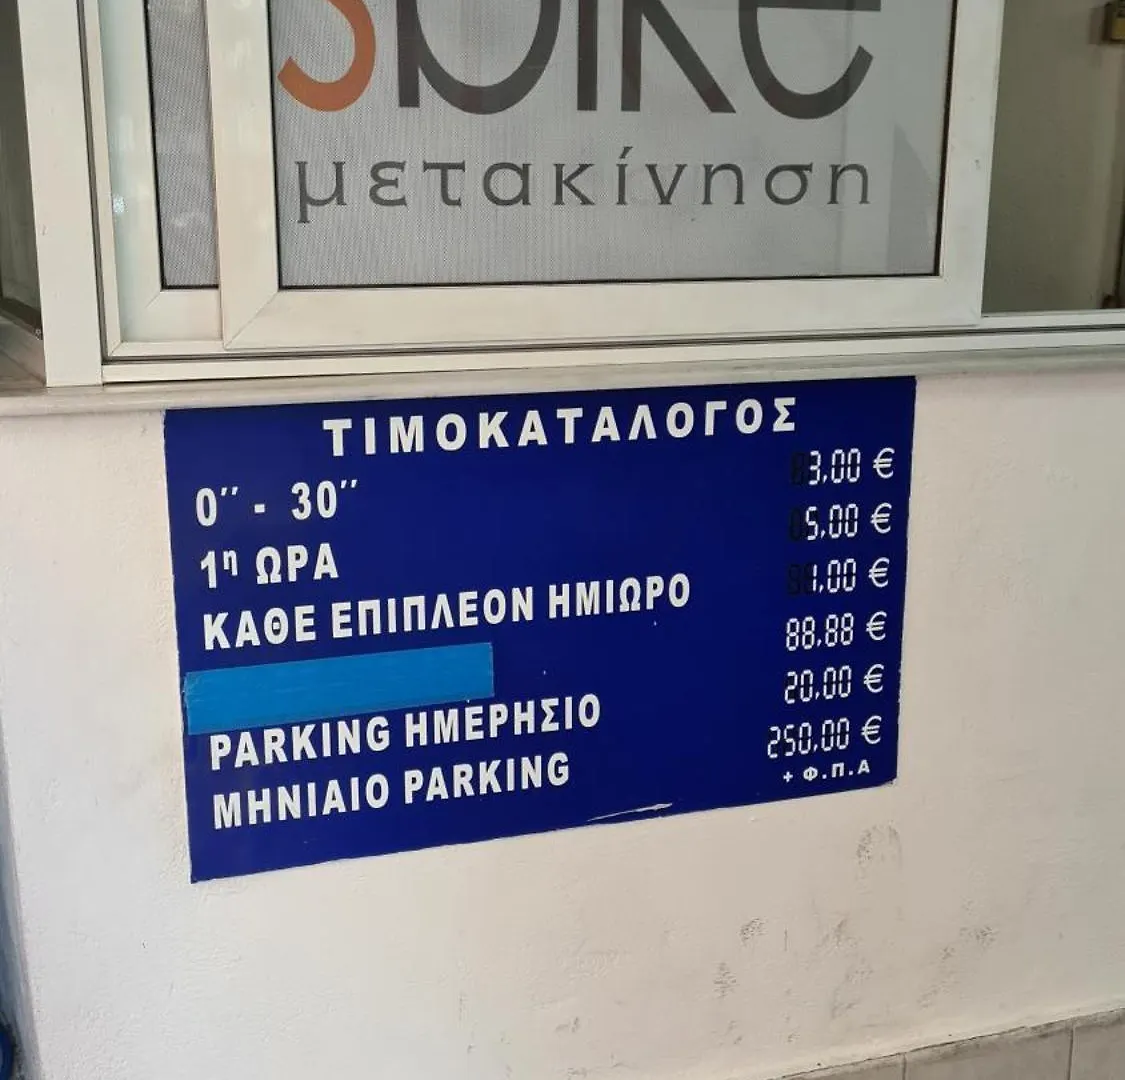 sbike
μετακίνηση
ΤΙΜΟΚΑΤΑΛΟΓΟΣ
0΄΄ - 30΄΄ 3,00 €
1η ΩΡΑ 5,00 €
ΚΑΘΕ ΕΠΙΠΛΕΟΝ ΗΜΙΩΡΟ 1,00 €
88,88 €
PARKING ΗΜΕΡΗΣΙΟ 20,00 €
ΜΗΝΙΑΙΟ PARKING 250,00 €
+ Φ.Π.Α